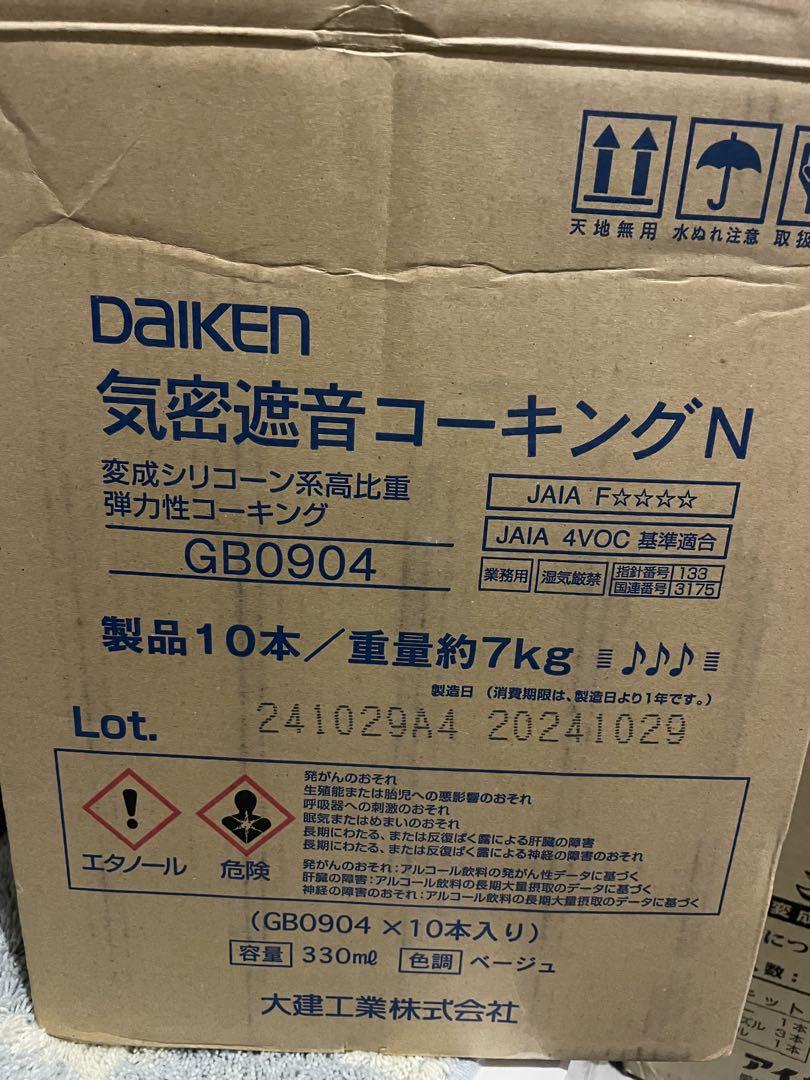 天地無用 水ぬれ注意 取扱
DAIKEN
気密遮音コーキングN
変成シリコーン系高比重
弾力性コーキング
GB0904
JAIA F☆☆☆☆
JAIA 4VOC 基準適合
業務用 湿気厳禁 指針番号 133
国連番号 3175
製品10本/重量約7kg
製造日 (消費期限は、製造日より1年です。)
Lot. 241029A4 20241029
発がんのおそれ
生殖能または胎児への悪影響のおそれ
呼吸器への刺激のおそれ
眠気またはめまいのおそれ
長期にわたる、または反復ばく露による肝臓の障害
長期にわたる、または反復ばく露による神経の障害のおそれ
エタノール 危険
発がんのおそれ:アルコール飲料の発がん性データに基づく
肝臓の障害:アルコール飲料の長期大量摂取のデータに基づく
神経の障害のおそれ:アルコール飲料の長期大量摂取のデータに基づく
(GB0904×10本入り)
容量 330ml 色調 ベージュ
大建工業株式会社
変成
につ
数:
1本
ズル 3本
ル 1本
アイ